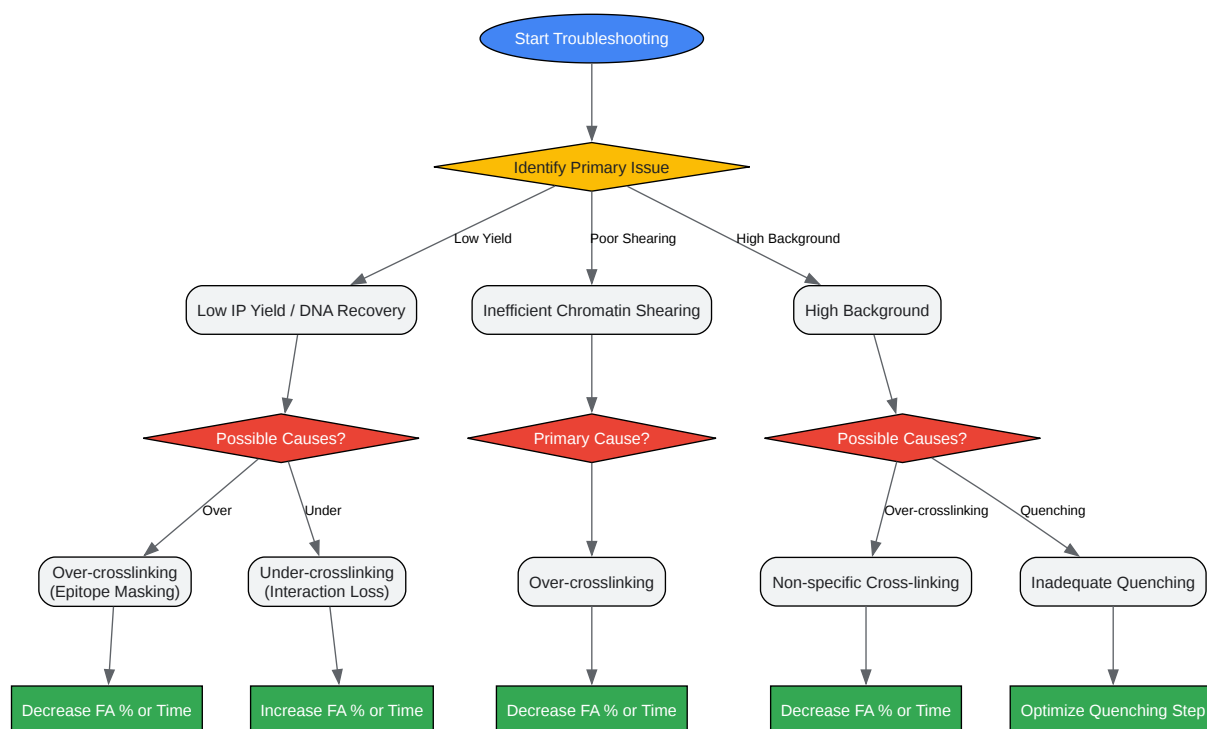 Start Troubleshooting
Identify Primary Issue
Low Yield
Poor Shearing
High Background
Low IP Yield / DNA Recovery
Inefficient Chromatin Shearing
High Background
Possible Causes?
Primary Cause?
Possible Causes?
Over
Under
Over-crosslinking
Quenching
Over-crosslinking
(Epitope Masking)
Under-crosslinking
(Interaction Loss)
Over-crosslinking
Non-specific Cross-linking
Inadequate Quenching
Decrease FA % or Time
Increase FA % or Time
Decrease FA % or Time
Decrease FA % or Time
Optimize Quenching Step